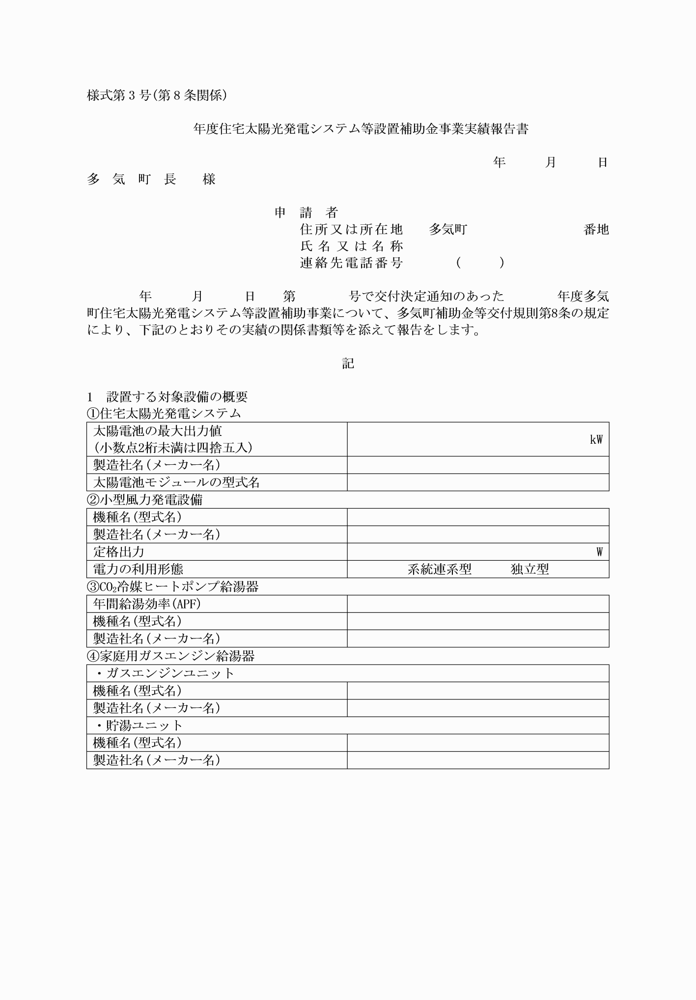 様式第3号(第8条関係)
年度住宅太陽光発電システム等設置補助金事業実績報告書
年　　　月　　　日
多　気　町　長　　様
申　請　者
住所又は所在地　　多気町　　　　　　　　　番地
氏名又は名称
連絡先電話番号　　　　(　　　)
年　　　月　　　日　　第　　　　号で交付決定通知のあった　　　　年度多気
町住宅太陽光発電システム等設置補助事業について、多気町補助金等交付規則第8条の規定
により、下記のとおりその実績の関係書類等を添えて報告をします。
記
1　設置する対象設備の概要
①住宅太陽光発電システム
太陽電池の最大出力値
(小数点2桁未満は四捨五入)
kW
製造社名(メーカー名)
太陽電池モジュールの型式名
②小型風力発電設備
機種名(型式名)
製造社名(メーカー名)
定格出力　　W
電力の利用形態　　系統連系型　　　独立型
③CO₂冷媒ヒートポンプ給湯器
年間給湯効率(APF)
機種名(型式名)
製造社名(メーカー名)
④家庭用ガスエンジン給湯器
・ガスエンジンユニット
機種名(型式名)
製造社名(メーカー名)
・貯湯ユニット
機種名(型式名)
製造社名(メーカー名)